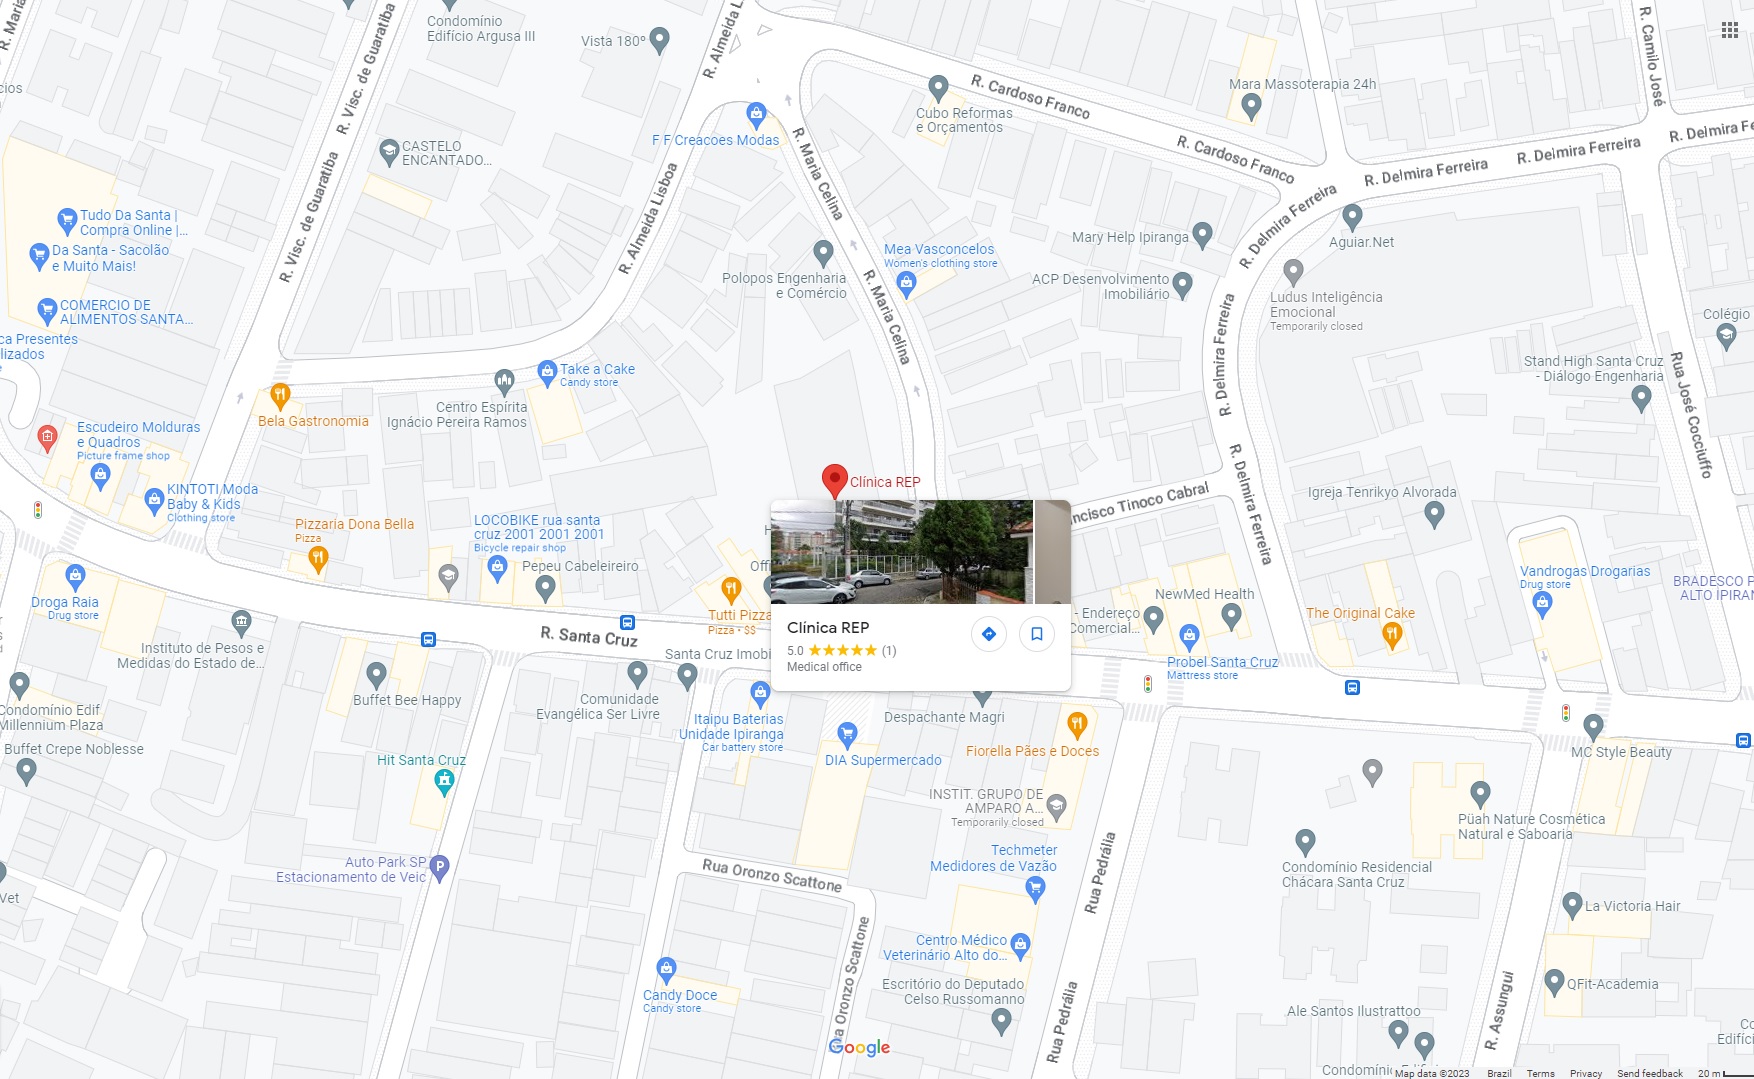 R. Maria
Condomínio
Edifício Argusa III
Vista 180º
R. Almeida L
R. Camilo José
cios
R. Visc. de Guaratiba
R. Cardoso Franco
Mara Massoterapia 24h
Cubo Reformas
e Orçamentos
F F Creacoes Modas
CASTELO
ENCANTADO...
R. Maria Celina
R. Cardoso Franco
R. Delmira Ferreira
R. Delmira Ferreira
R. Delmira Fe
R. Visc. de Guaratiba
R. Almeida Lisboa
R. Delmira Ferreira
Tudo Da Santa |
Compra Online |...
Da Santa - Sacolão
e Muito Mais!
Mary Help Ipiranga
Aguiar.Net
Polopos Engenharia
e Comércio
Mea Vasconcelos
Women's clothing store
ACP Desenvolvimento
Imobiliário
R. Maria Celina
Ludus Inteligência
Emocional
Temporarily closed
COMERCIO DE
ALIMENTOS SANTA...
ca Presentes
lizados
R. Delmira Ferreira
Colégio
Take a Cake
Candy store
Stand High Santa Cruz
- Diálogo Engenharia
Rua José Cocciuffo
Bela Gastronomia
Centro Espírita
Ignácio Pereira Ramos
Escudeiro Molduras
e Quadros
Picture frame shop
R. Delmira Ferreira
Clínica REP
KINTOTI Moda
Baby & Kids
Clothing store
Igreja Tenrikyo Alvorada
ncisco Tinoco Cabral
Pizzaria Dona Bella
Pizza
LOCOBIKE rua santa
cruz 2001 2001 2001
Bicycle repair shop
Pepeu Cabeleireiró
Offi
Vandrogas Drogarias
Drug store
BRADESCO P
ALTO IPIRAN
Droga Raia
Drug store
Tutti Pizza
Pizza • $$
- Endereço
Comercial...
NewMed Health
The Original Cake
R. Santa Cruz
Clínica REP
5.0 (1)
Medical office
Instituto de Pesos e
Medidas do Estado de...
Santa Cruz Imobi
Probel Santa Cruz
Mattress store
Buffet Bee Happy
Comunidade
Evangélica Ser Livre
Condomínio Edif
Millennium Plaza
Itaipu Baterias
Unidade Ipiranga
Car battery store
Despachante Magri
Buffet Crepe Noblesse
Hit Santa Cruz
DIA Supermercado
Fiorella Pães e Doces
MC Style Beauty
INSTIT. GRUPO DE
AMPARO A...
Temporarily closed
Püah Nature Cosmética
Natural e Saboaria
Auto Park SP
Estacionamento de Veic
P
Rua Oronzo Scattone
Techmeter
Medidores de Vazão
Rua Pedrália
Condomínio Residencial
Chácara Santa Cruz
Vet
La Victoria Hair
Centro Médico
Veterinário Alto do...
Candy Doce
Candy store
a Oronzo Scattone
Escritório do Deputado
Celso Russomanno
QFit-Academia
R. Assungui
Ale Santos Ilustrattoo
Co
Edifíci
Rua Pedrália
Google
Condomíni
Map data ©2023 Brazil Terms Privacy Send feedback 20 m